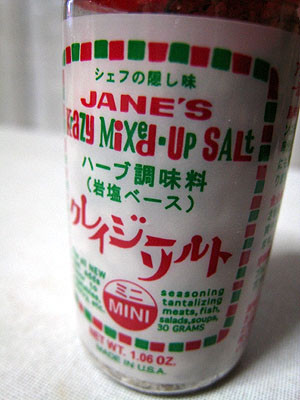 シェフの隠し味
JANE'S
KRAZY MIXED-UP SALT
ハーブ調味料
(岩塩ベース)
クレイジーソルト
ミニ
MINI
seasoning
tantalizing
meats, fish,
salads, soups,
30 GRAMS
NEW
NET WT. 1.06 OZ.
MADE IN U.S.A.